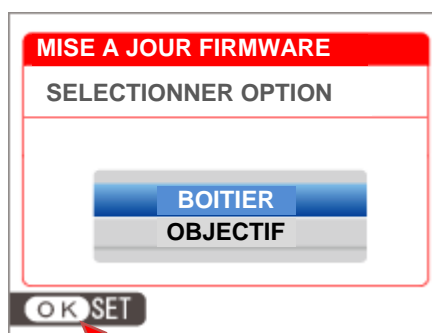 MISE A JOUR FIRMWARE
SELECTIONNER OPTION
BOITIER
OBJECTIF
OK SET